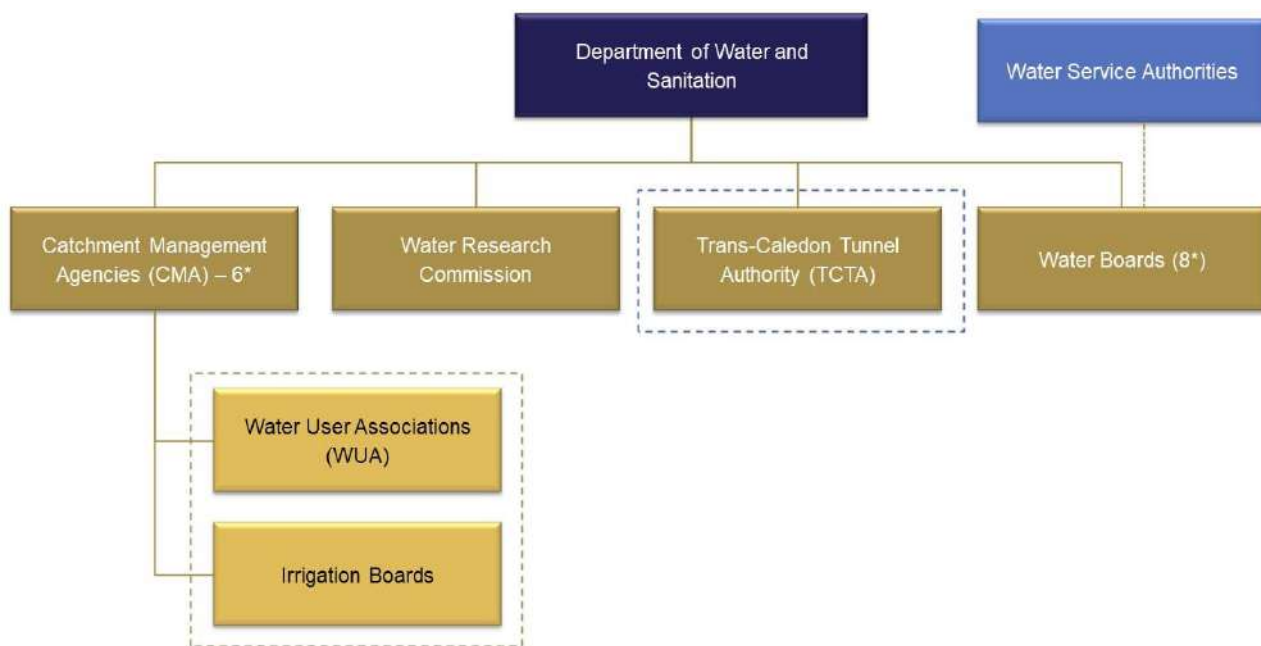 Department of Water and
Sanitation
Water Service Authorities
Catchment Management
Agencies (CMA) – 6*
Water Research
Commission
Trans-Caledon Tunnel
Authority (TCTA)
Water Boards (8*)
Water User Associations
(WUA)
Irrigation Boards